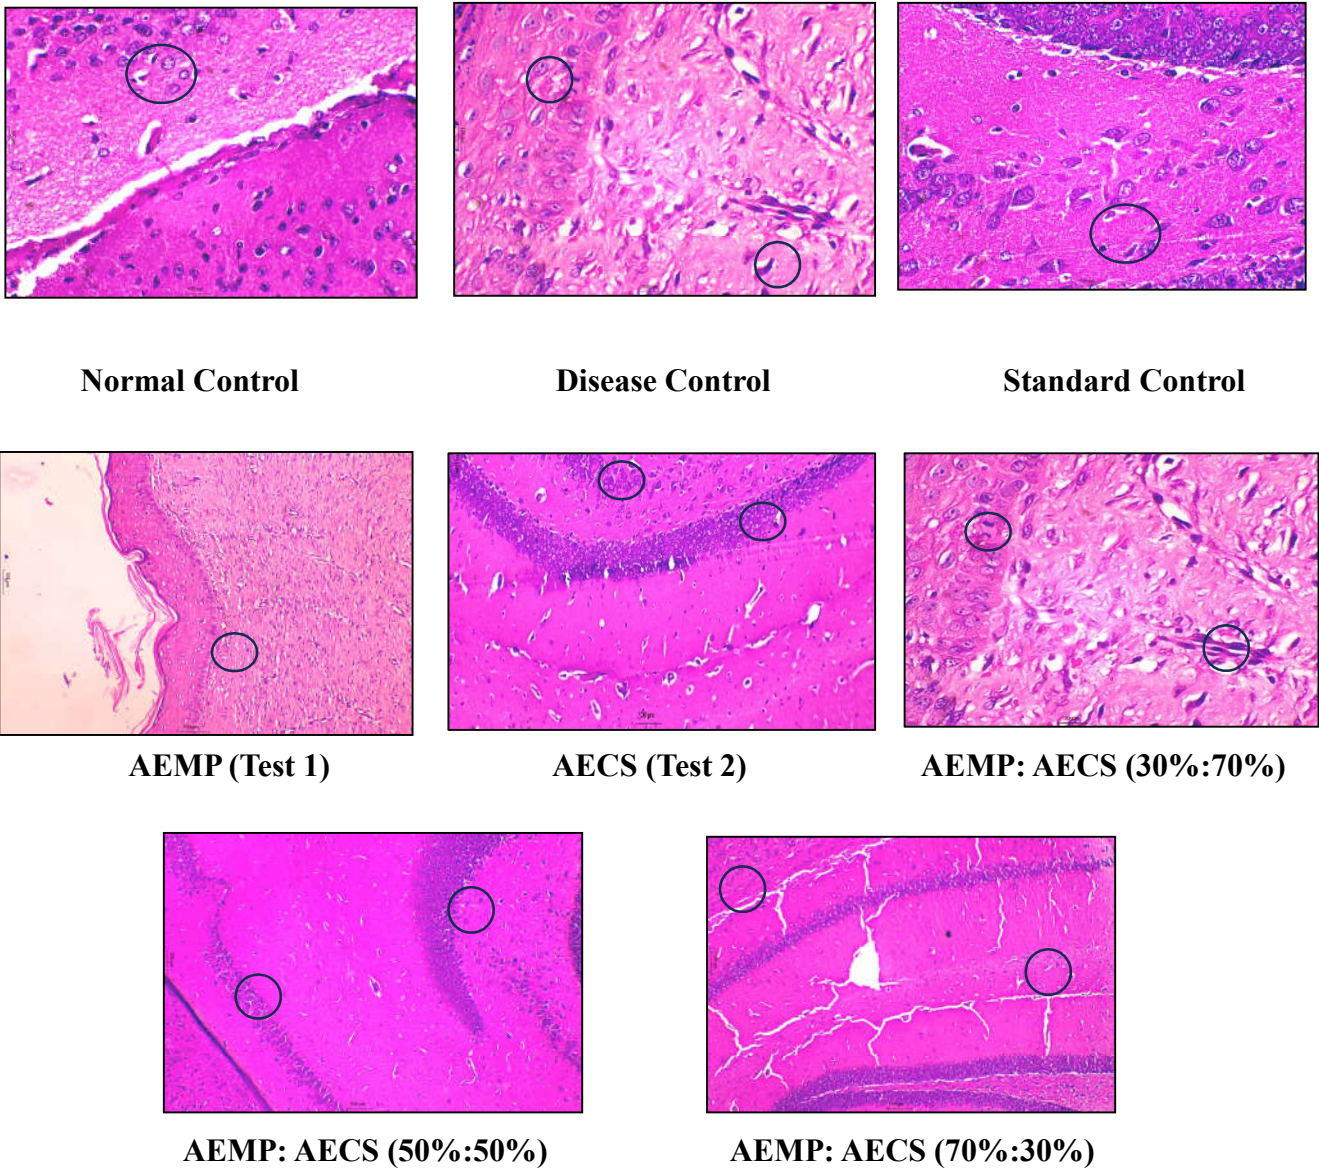 Normal Control
Disease Control
Standard Control
AEMP (Test 1)
AECS (Test 2)
AEMP: AECS (30%:70%)
AEMP: AECS (50%:50%)
AEMP: AECS (70%:30%)